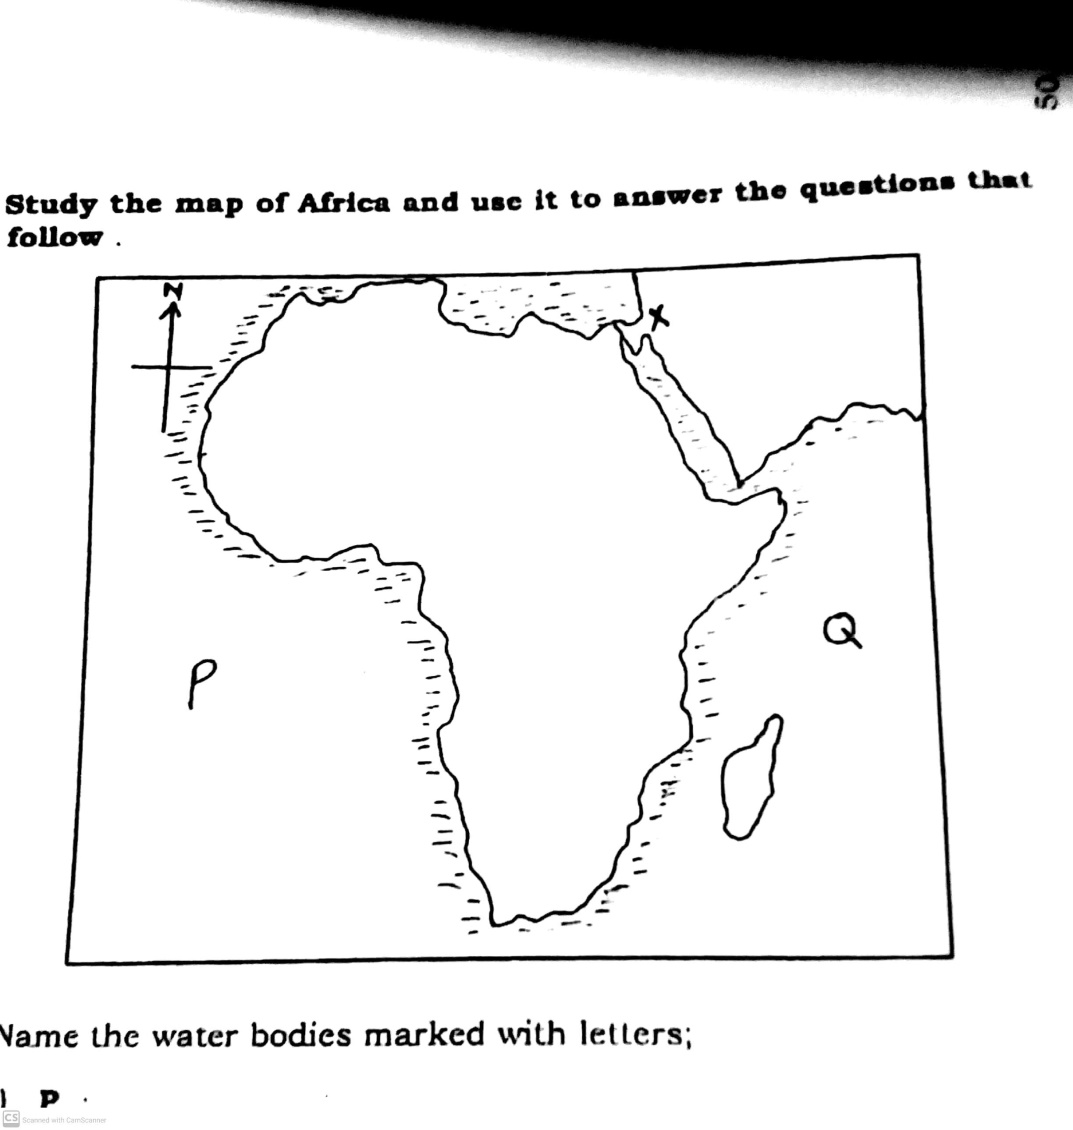 50
Study the map of Africa and use it to answer the questions that
follow .
N
X
Q
P
Name the water bodies marked with letters;
P .
CS Scanned with CamScanner